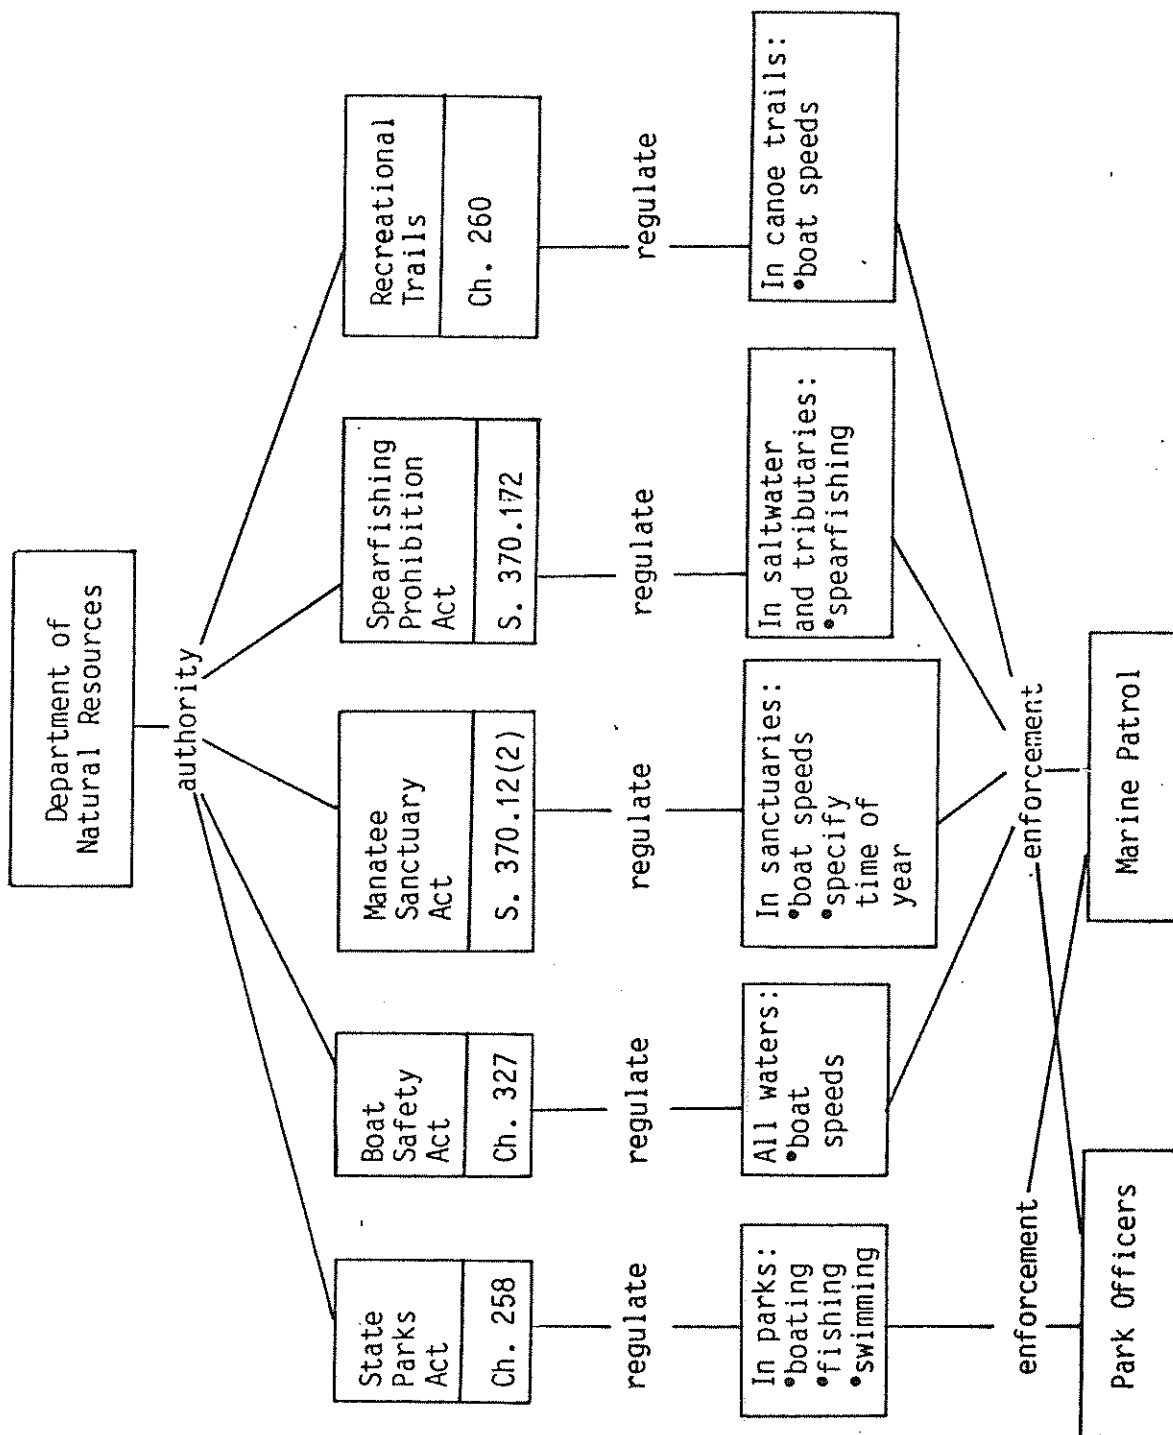 Department of
Natural Resources
authority
State
Parks
Act
Ch. 258
Boat
Safety
Act
Ch. 327
Manatee
Sanctuary
Act
S. 370.12(2)
Spearfishing
Prohibition
Act
S. 370.172
Recreational
Trails
Ch. 260
regulate
regulate
regulate
regulate
regulate
In parks:
•boating
•fishing
•swimming
All waters:
•boat
speeds
In sanctuaries:
•boat speeds
•specify
time of
year
In saltwater
and tributaries:
•spearfishing
In canoe trails:
•boat speeds
enforcement
enforcement
Park Officers
Marine Patrol